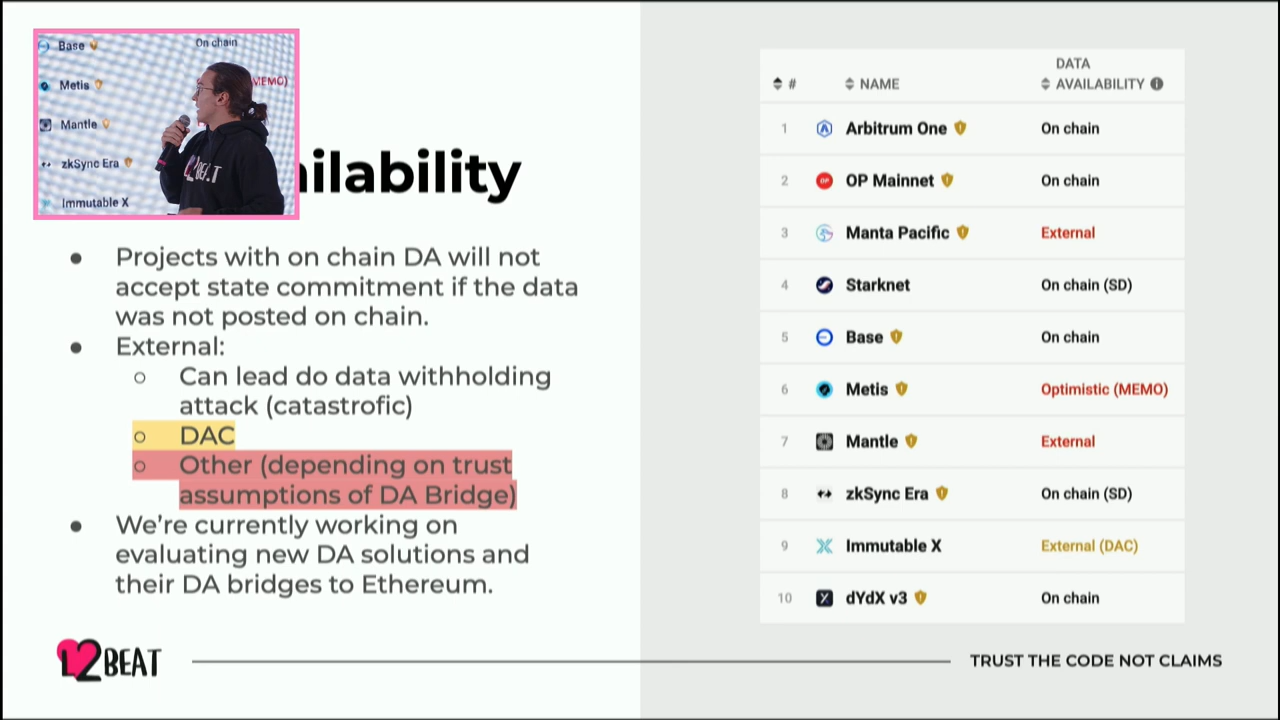 Base
On chain
Metis
MEMO)
Mantle
zkSync Era
Immutable X
BEAT
ailability
● Projects with on chain DA will not
accept state commitment if the data
was not posted on chain.
● External:
○ Can lead do data withholding
attack (catastrofic)
○ DAC
○ Other (depending on trust
assumptions of DA Bridge)
● We're currently working on
evaluating new DA solutions and
their DA bridges to Ethereum.
# NAME DATA AVAILABILITY
1 Arbitrum One On chain
2 OP Mainnet On chain
3 Manta Pacific External
4 Starknet On chain (SD)
5 Base On chain
6 Metis Optimistic (MEMO)
7 Mantle External
8 zkSync Era On chain (SD)
9 Immutable X External (DAC)
10 dYdX v3 On chain
L2BEAT
TRUST THE CODE NOT CLAIMS